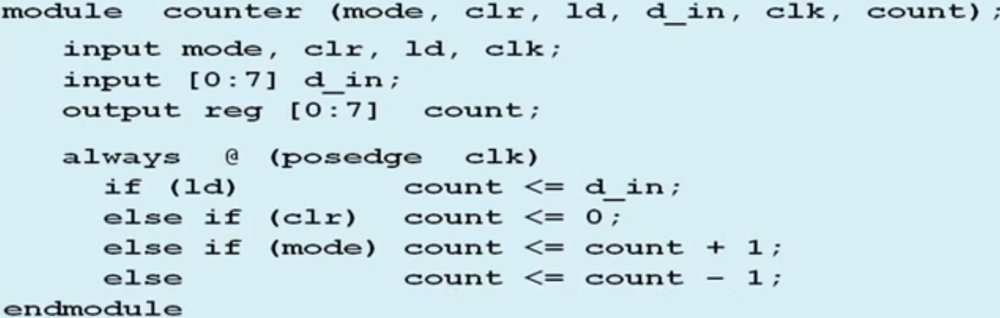 module counter (mode, clr, ld, d_in, clk, count);
input mode, clr, ld, clk;
input [0:7] d_in;
output reg [0:7] count;
always @ (posedge clk)
if (ld) count <= d_in;
else if (clr) count <= 0;
else if (mode) count <= count + 1;
else count <= count - 1;
endmodule